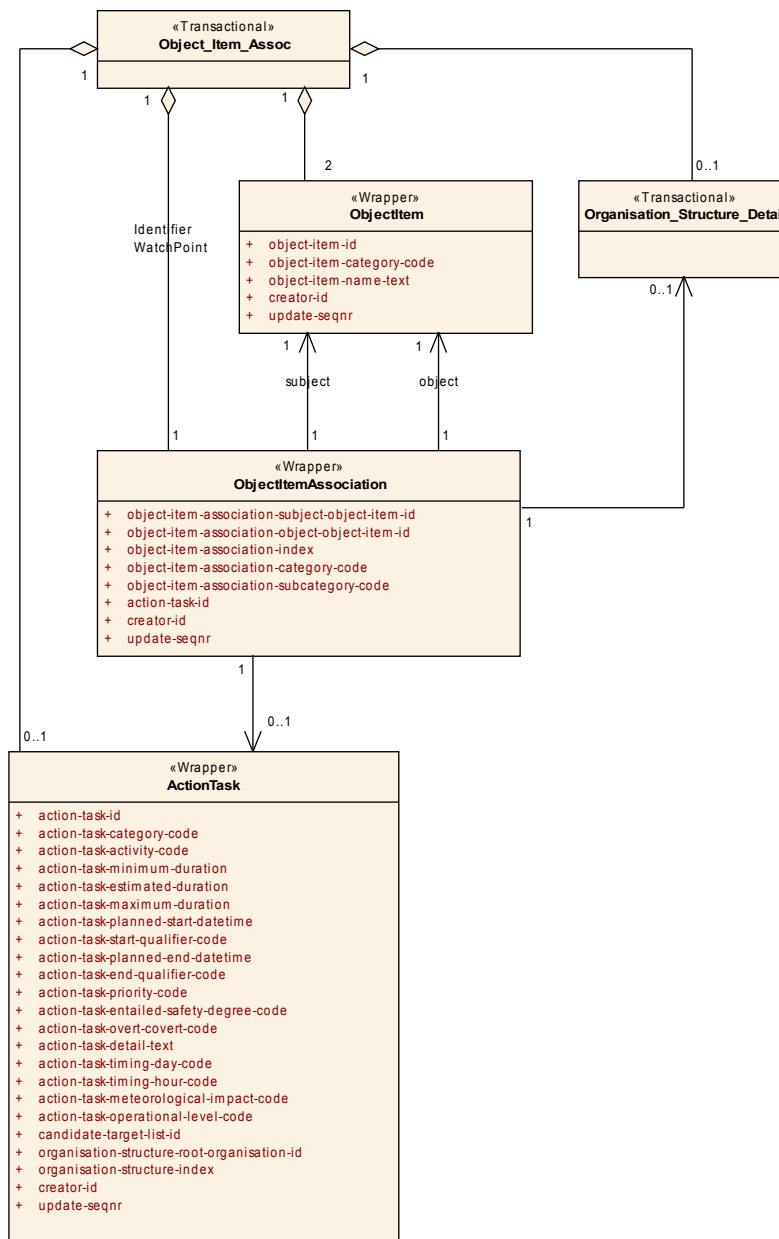 «Transactional»
Object_Item_Assoc
1
1
1
1
2
0..1
«Wrapper»
ObjectItem
+ object-item-id
+ object-item-category-code
+ object-item-name-text
+ creator-id
+ update-seqnr
«Transactional»
Organisation_Structure_Detail
Identifier
WatchPoint
0..1
1
1
subject
object
1
1
1
«Wrapper»
ObjectItemAssociation
+ object-item-association-subject-object-item-id
+ object-item-association-object-object-item-id
+ object-item-association-index
+ object-item-association-category-code
+ object-item-association-subcategory-code
+ action-task-id
+ creator-id
+ update-seqnr
1
1
0..1
0..1
«Wrapper»
ActionTask
+ action-task-id
+ action-task-category-code
+ action-task-activity-code
+ action-task-minimum-duration
+ action-task-estimated-duration
+ action-task-maximum-duration
+ action-task-planned-start-datetime
+ action-task-start-qualifier-code
+ action-task-planned-end-datetime
+ action-task-end-qualifier-code
+ action-task-priority-code
+ action-task-entailed-safety-degree-code
+ action-task-overt-covert-code
+ action-task-detail-text
+ action-task-timing-day-code
+ action-task-timing-hour-code
+ action-task-meteorological-impact-code
+ action-task-operational-level-code
+ candidate-target-list-id
+ organisation-structure-root-organisation-id
+ organisation-structure-index
+ creator-id
+ update-seqnr